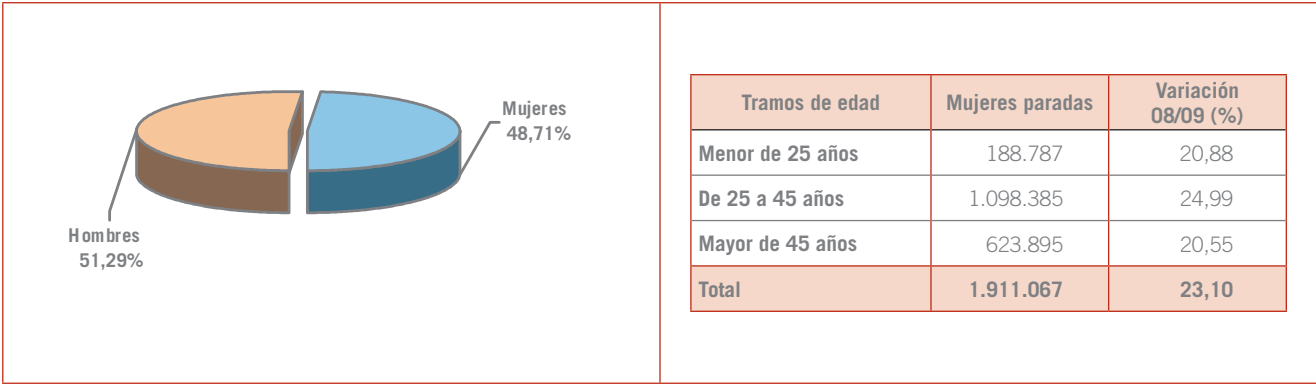 Mujeres
48,71%
Hombres
51,29%
Tramos de edad Mujeres paradas Variación
08/09 (%)
Menor de 25 años 188.787 20,88
De 25 a 45 años 1.098.385 24,99
Mayor de 45 años 623.895 20,55
Total 1.911.067 23,10